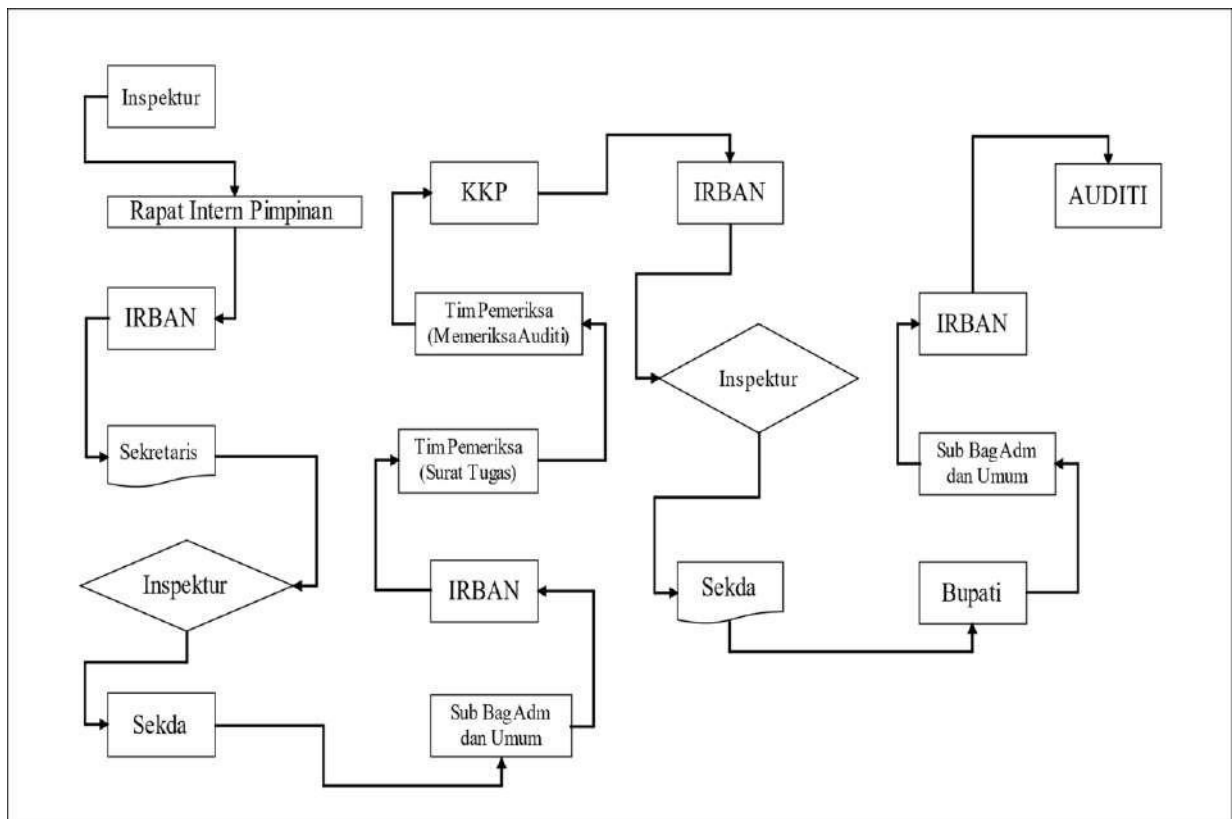 Inspektur
Rapat Intern Pimpinan
IRBAN
Sekretaris
Inspektur
Sekda
Sub Bag Adm
dan Umum
IRBAN
Tim Pemeriksa
(Surat Tugas)
Tim Pemeriksa
(Memeriksa Auditi)
KKP
IRBAN
Inspektur
Sekda
Bupati
Sub Bag Adm
dan Umum
IRBAN
AUDITI